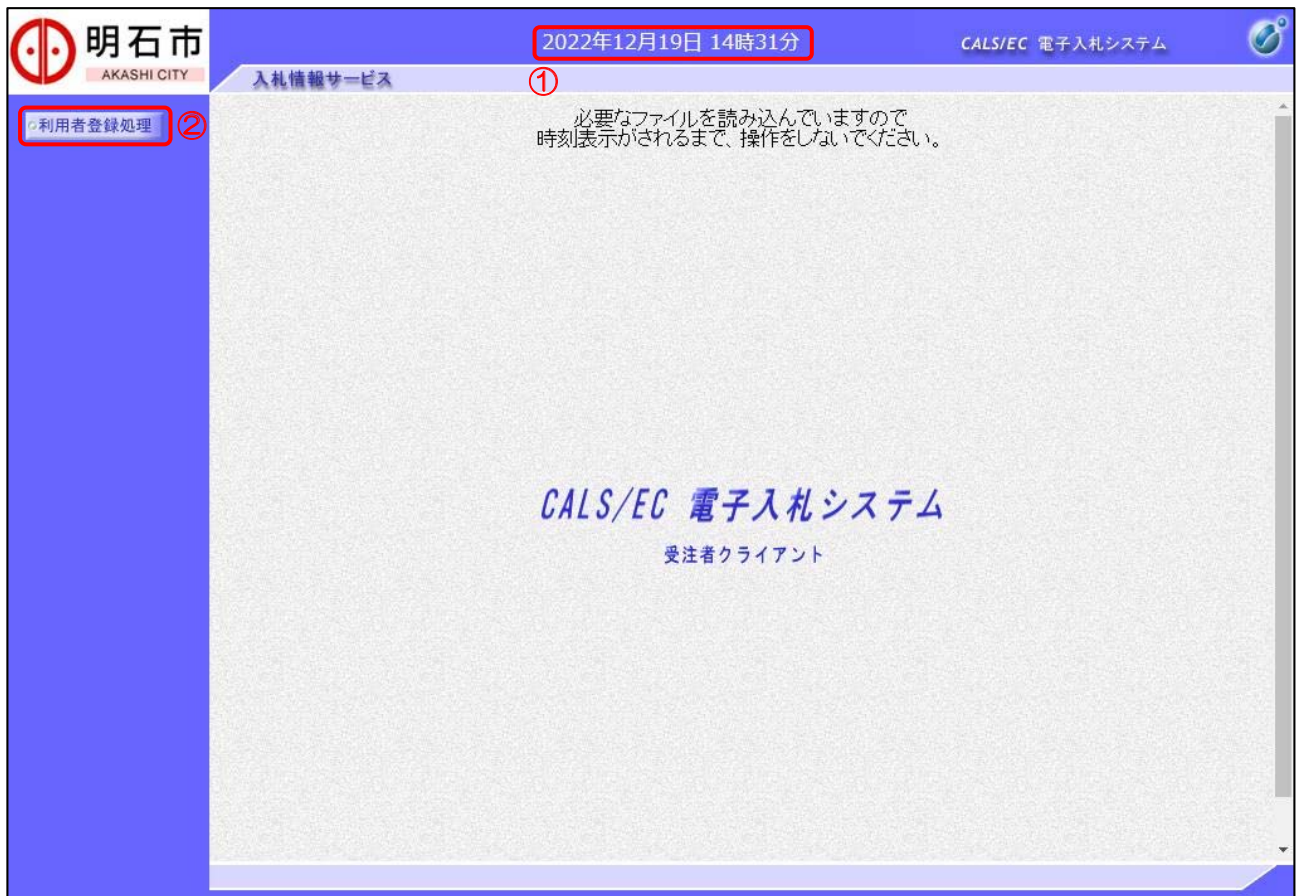 明石市
AKASHI CITY
2022年12月19日 14時31分
CALS/EC 電子入札システム
入札情報サービス
①
利用者登録処理
②
必要なファイルを読み込んでいますので
時刻表示がされるまで、操作をしないでください。
CALS/EC 電子入札システム
受注者クライアント